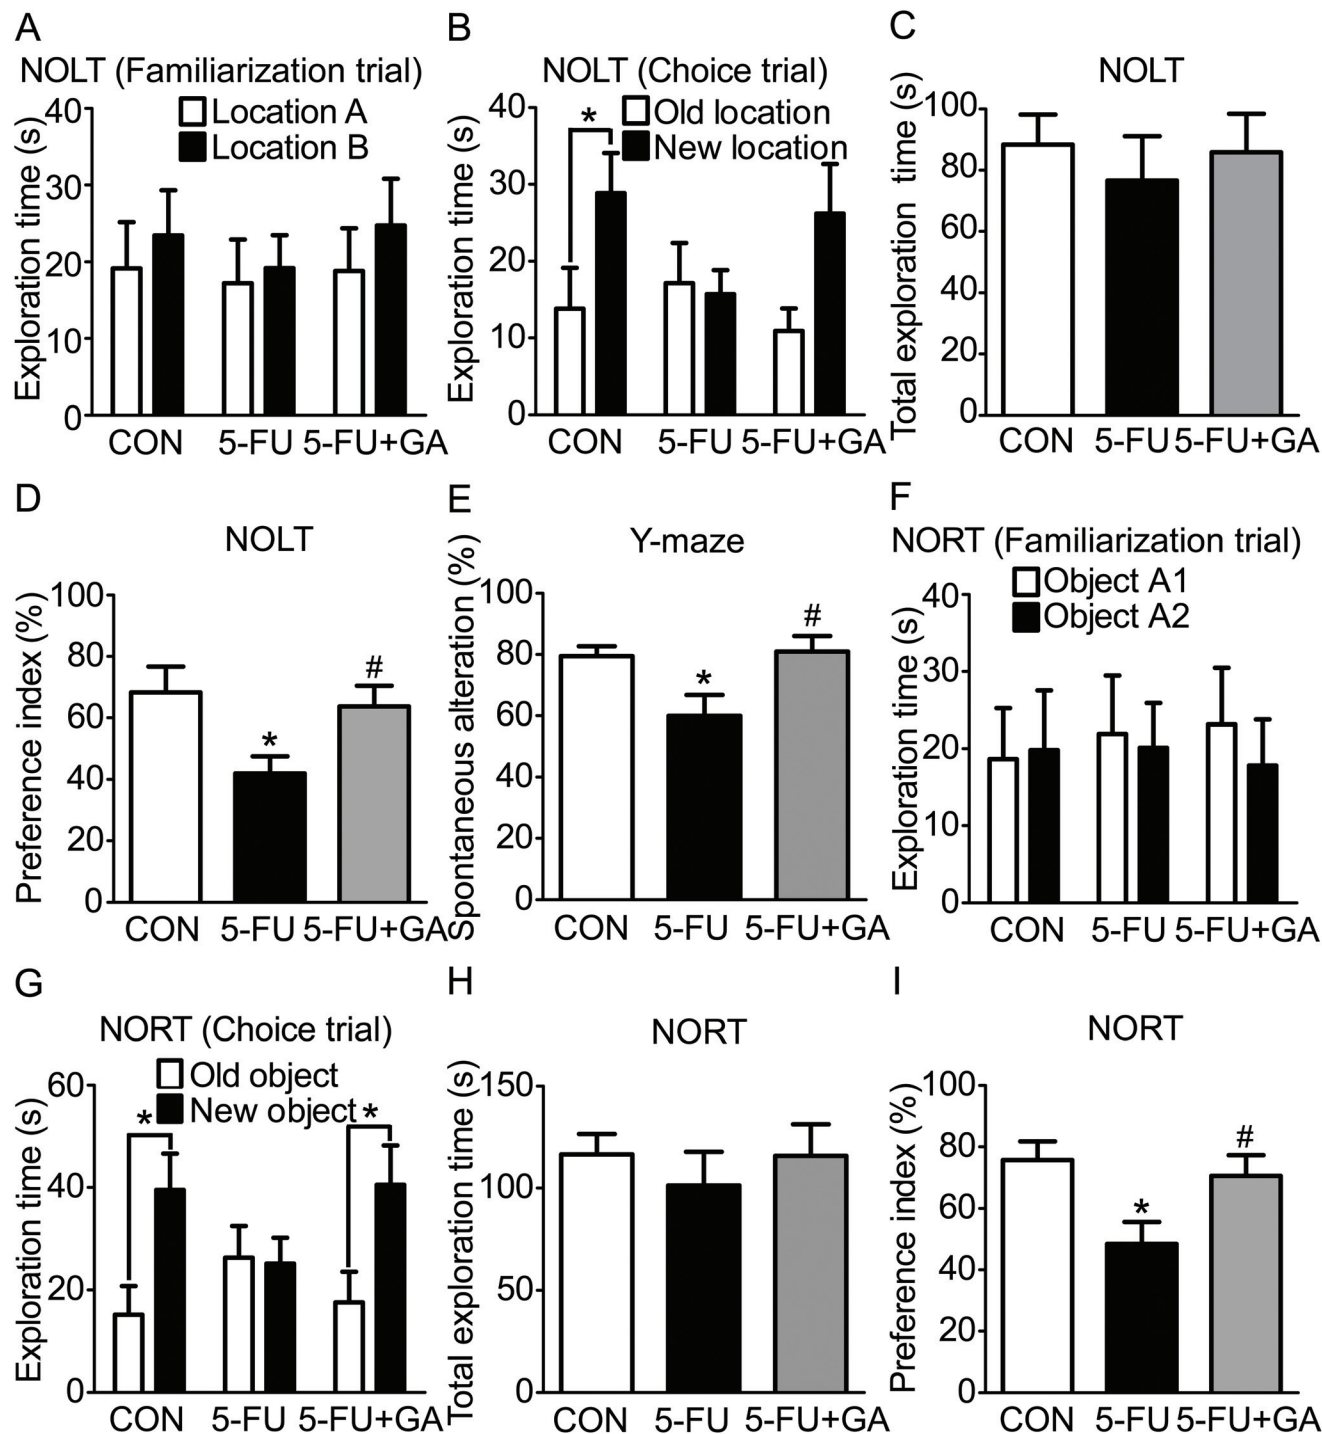 A
NOLT (Familiarization trial)
Location A
Location B
Exploration time (s)
40
30
20
10
0
CON 5-FU 5-FU+GA
B
NOLT (Choice trial)
Old location
New location
Exploration time (s)
40
30
20
10
0
*
CON 5-FU 5-FU+GA
C
NOLT
Total exploration time (s)
100
80
60
40
20
0
CON 5-FU 5-FU+GA
D
NOLT
Preference index (%)
100
80
60
40
20
0
*
#
CON 5-FU 5-FU+GA
E
Y-maze
Spontaneous alteration (%)
100
80
60
40
20
0
*
#
CON 5-FU 5-FU+GA
F
NORT (Familiarization trial)
Object A1
Object A2
Exploration time (s)
40
30
20
10
0
CON 5-FU 5-FU+GA
G
NORT (Choice trial)
Old object
New object
Exploration time (s)
60
40
20
0
*
*
CON 5-FU 5-FU+GA
H
NORT
Total exploration time (s)
150
100
50
0
CON 5-FU 5-FU+GA
I
NORT
Preference index (%)
100
80
60
40
20
0
*
#
CON 5-FU 5-FU+GA